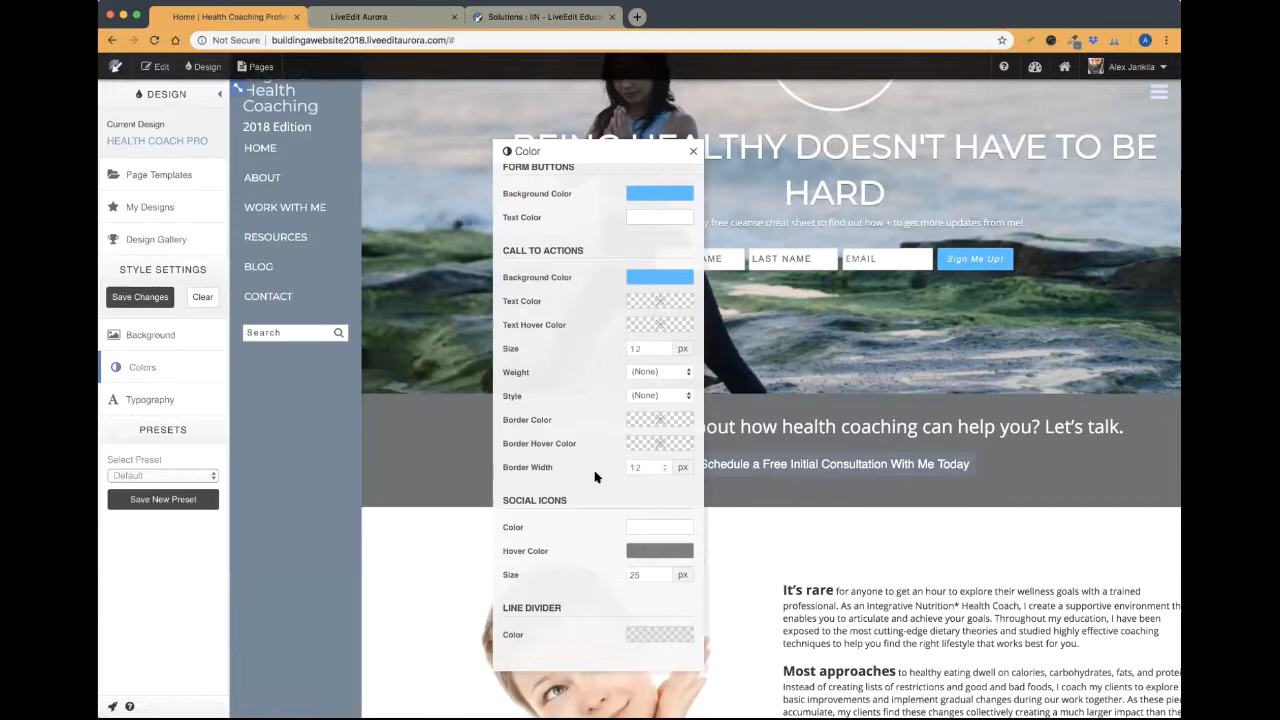 Home | Health Coaching Profe
LiveEdit Aurora
Solutions : IIN - LiveEdit Educa
Not Secure
buildingawebsite2018.liveeditaurora.com/#
Edit
Design
Pages
Alex Jankila
DESIGN
Current Design
HEALTH COACH PRO
Page Templates
My Designs
Design Gallery
STYLE SETTINGS
Save Changes
Clear
Background
Colors
Typography
PRESETS
Select Preset
Default
Save New Preset
Health
Coaching
2018 Edition
HOME
ABOUT
WORK WITH ME
RESOURCES
BLOG
CONTACT
Search
Color
FORM BUTTONS
Background Color
Text Color
CALL TO ACTIONS
Background Color
Text Color
Text Hover Color
Size 12 px
Weight (None)
Style (None)
Border Color
Border Hover Color
Border Width 12 px
SOCIAL ICONS
Color
Hover Color
Size 25 px
LINE DIVIDER
Color
BEING HEALTHY DOESN'T HAVE TO BE
HARD
free cleanse cheat sheet to find out how + to get more updates from me!
AME
LAST NAME
EMAIL
Sign Me Up!
about how health coaching can help you? Let's talk.
Schedule a Free Initial Consultation With Me Today
It's rare for anyone to get an hour to explore their wellness goals with a trained
professional. As an Integrative Nutrition* Health Coach, I create a supportive environment th
enables you to articulate and achieve your goals. Throughout my education, I have been
exposed to the most cutting-edge dietary theories and studied highly effective coaching
techniques to help you find the right lifestyle that works best for you.
Most approaches to healthy eating dwell on calories, carbohydrates, fats, and protei
Instead of creating lists of restrictions and good and bad foods, I coach my clients to explore
basic improvements and implement gradual changes during our work together. As these piec
accumulate, my clients find these changes collectively creating a much larger impact than the